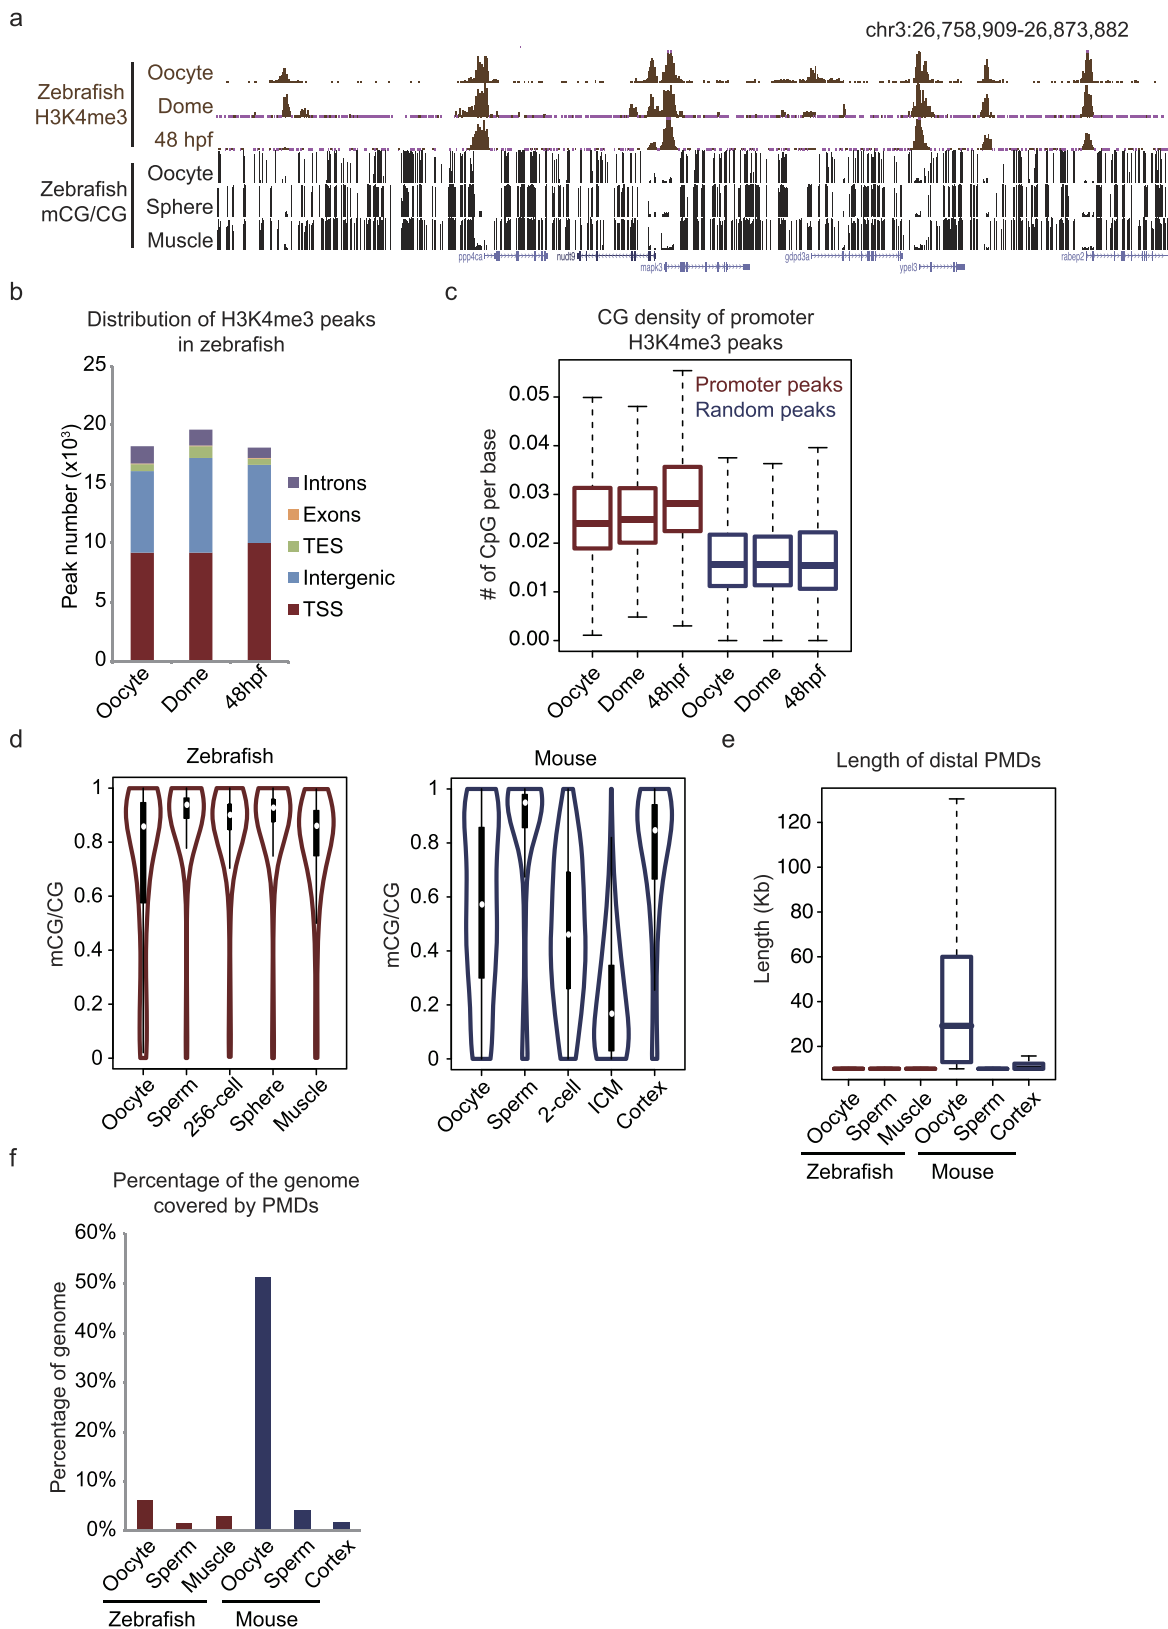 a
chr3:26,758,909-26,873,882
Zebrafish
H3K4me3
Oocyte
Dome
48 hpf
Zebrafish
mCG/CG
Oocyte
Sphere
Muscle
ppp4ca
nudt9
mapk3
gdpd3a
ypel3
rabep2
b
Distribution of H3K4me3 peaks
in zebrafish
Peak number (x10³)
25
20
15
10
5
0
Oocyte
Dome
48hpf
Introns
Exons
TES
Intergenic
TSS
c
CG density of promoter
H3K4me3 peaks
# of CpG per base
0.05
0.04
0.03
0.02
0.01
0.00
Promoter peaks
Random peaks
Oocyte
Dome
48hpf
Oocyte
Dome
48hpf
d
Zebrafish
mCG/CG
1
0.8
0.6
0.4
0.2
0
Oocyte
Sperm
256-cell
Sphere
Muscle
Mouse
mCG/CG
1
0.8
0.6
0.4
0.2
0
Oocyte
Sperm
2-cell
ICM
Cortex
e
Length of distal PMDs
Length (Kb)
120
100
80
60
40
20
Oocyte
Sperm
Muscle
Oocyte
Sperm
Cortex
Zebrafish
Mouse
f
Percentage of the genome
covered by PMDs
Percentage of genome
60%
50%
40%
30%
20%
10%
0%
Oocyte
Sperm
Muscle
Oocyte
Sperm
Cortex
Zebrafish
Mouse